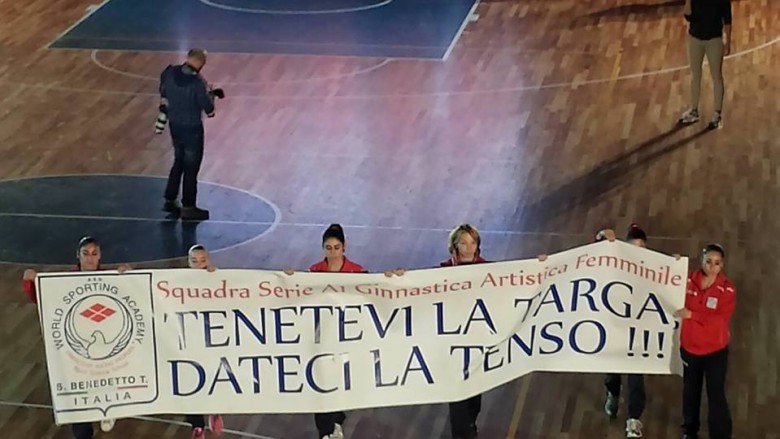 WORLD SPORTING ACADEMY
S. BENEDETTO T.
ITALIA
Squadra Serie A1 Ginnastica Artistica Femminile
"TENETEVI LA TARGA,
DATECI LA TENSO !!!